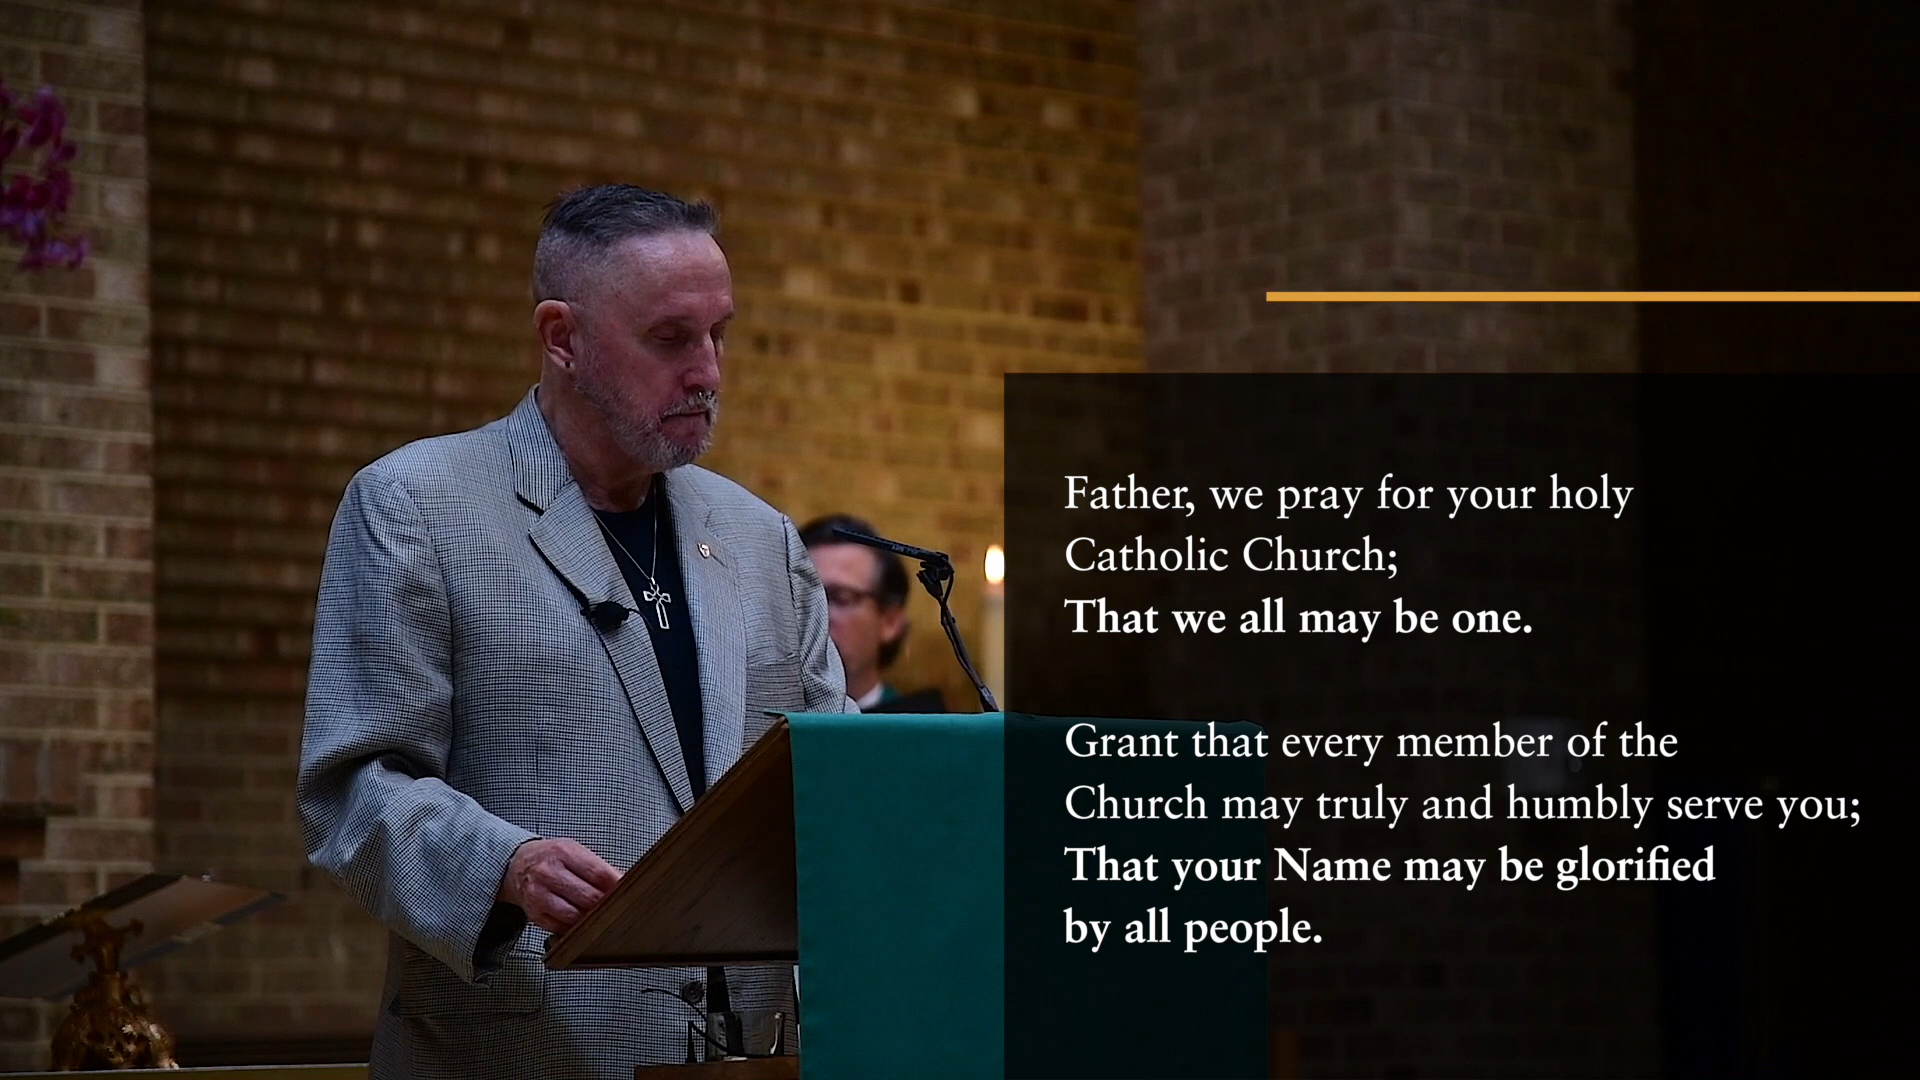 Father, we pray for your holy
Catholic Church;
That we all may be one.
Grant that every member of the
Church may truly and humbly serve you;
That your Name may be glorified
by all people.